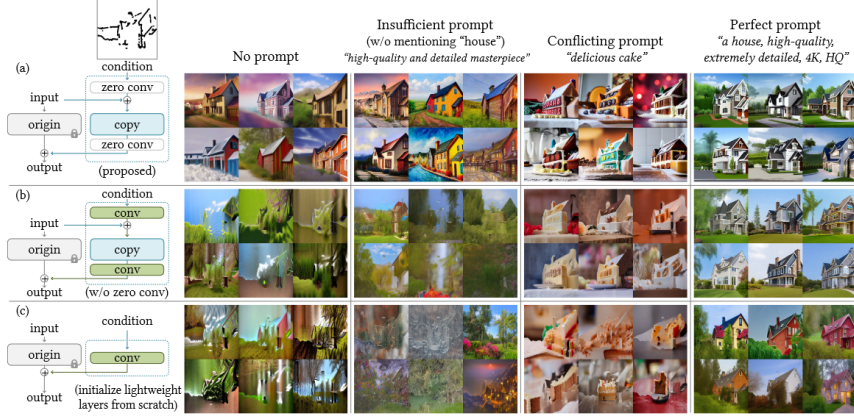 No prompt
Insufficient prompt
(w/o mentioning "house")
"high-quality and detailed masterpiece"
Conflicting prompt
"delicious cake"
Perfect prompt
"a house, high-quality,
extremely detailed, 4K, HQ"
(a)
condition
zero conv
input
origin
copy
zero conv
output
(proposed)
(b)
condition
conv
input
origin
copy
conv
output
(w/o zero conv)
(c)
input
condition
origin
conv
output
(initialize lightweight
layers from scratch)